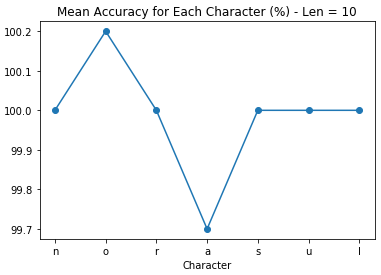 Mean Accuracy for Each Character (%) - Len = 10
100.2
100.1
100.0
99.9
99.8
99.7
n o r a s u l
Character